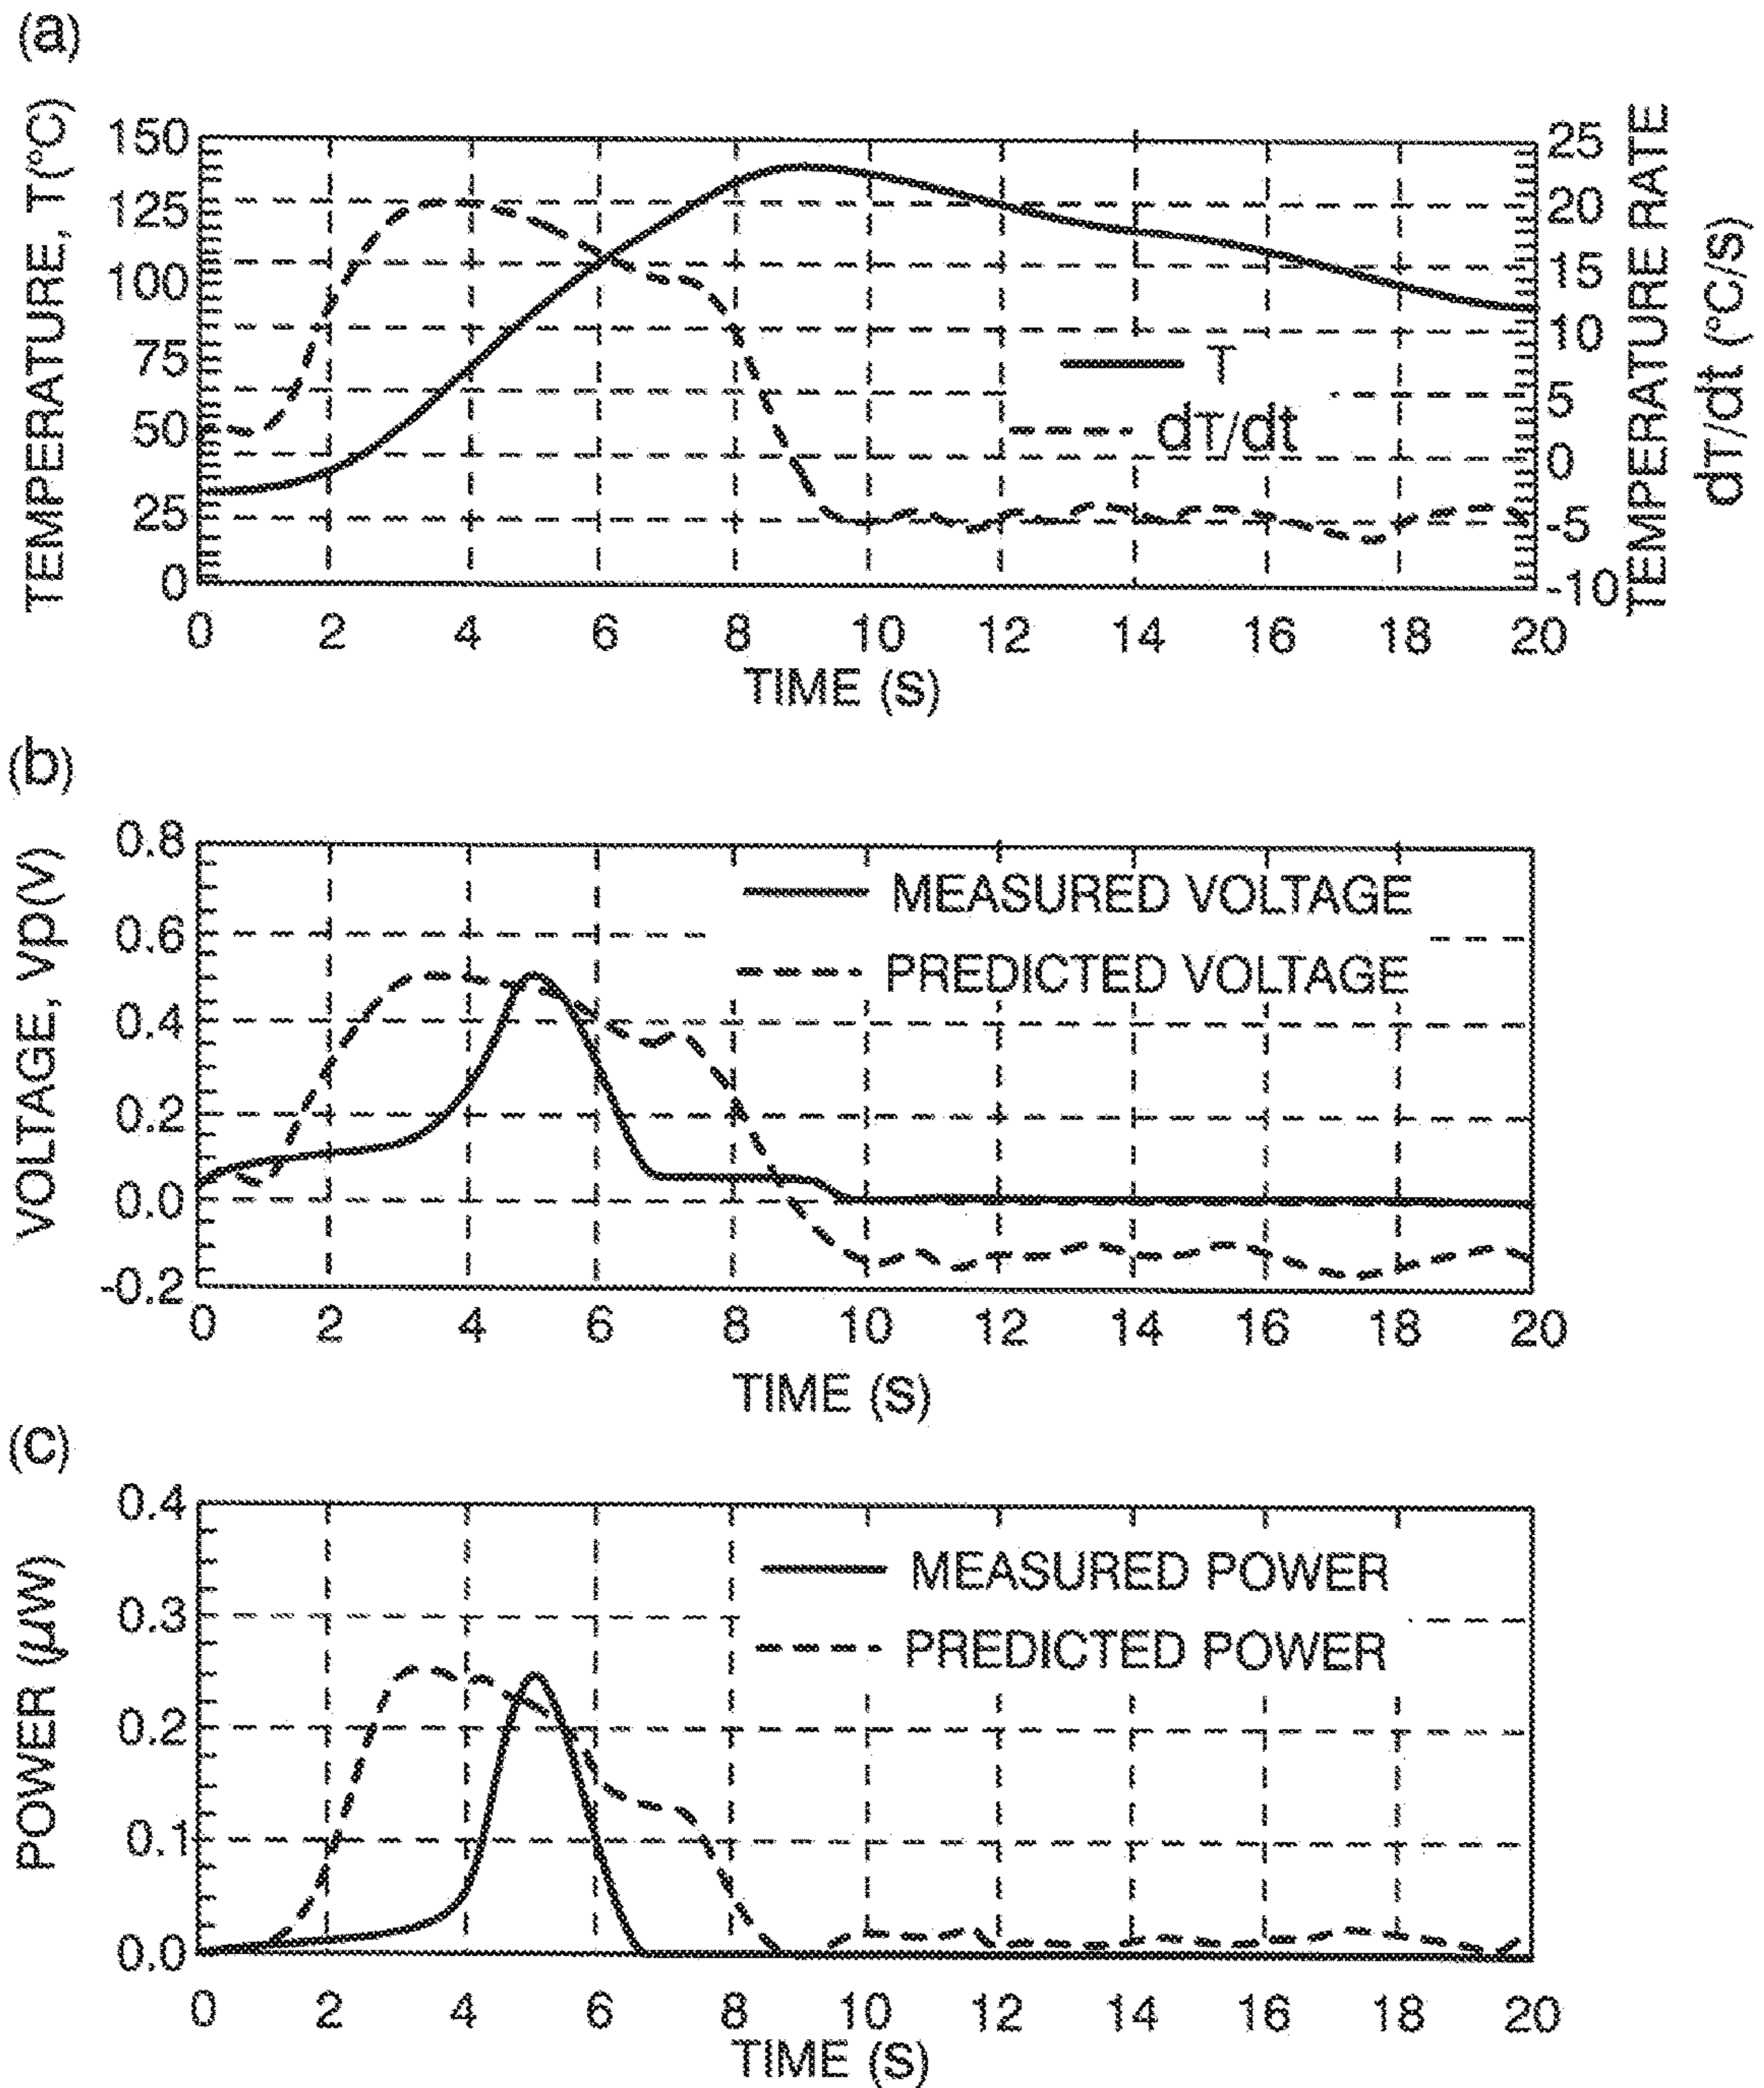 (a)
TEMPERATURE, T(°C)
150
125
100
75
50
25
0
25
20
15
10
5
0
-5
-10
TEMPERATURE RATE
dT/dt (°C/S)
T
dT/dt
0 2 4 6 8 10 12 14 16 18 20
TIME (S)
(b)
VOLTAGE, Vp(V)
0.8
0.6
0.4
0.2
0.0
-0.2
MEASURED VOLTAGE
PREDICTED VOLTAGE
0 2 4 6 8 10 12 14 16 18 20
TIME (S)
(c)
POWER (μW)
0.4
0.3
0.2
0.1
0.0
MEASURED POWER
PREDICTED POWER
0 2 4 6 8 10 12 14 16 18 20
TIME (S)